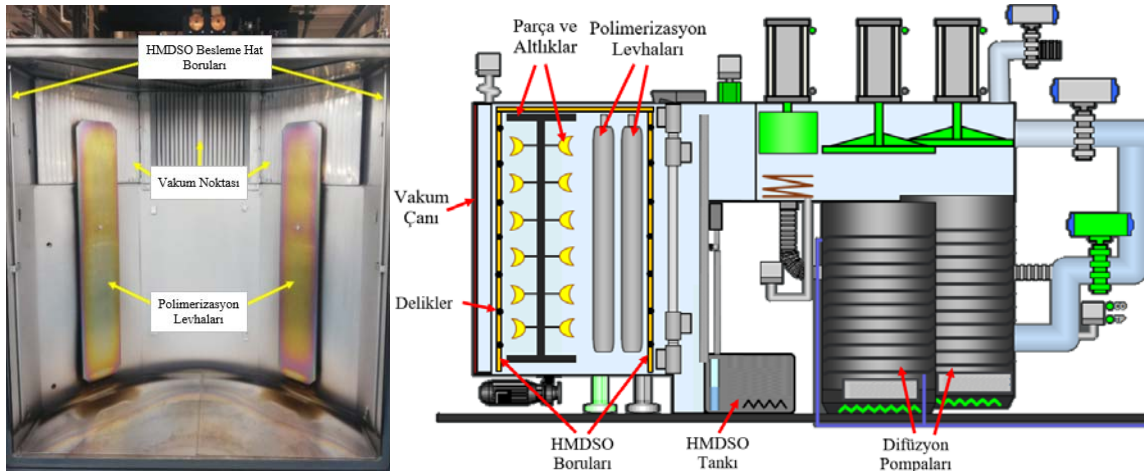 HMDSO Besleme Hat
Boruları
Vakum Noktası
Polimerizasyon
Levhaları
Parça ve
Altlıklar
Polimerizasyon
Levhaları
Vakum
Çanı
Delikler
HMDSO
Boruları
HMDSO
Tankı
Difüzyon
Pompaları